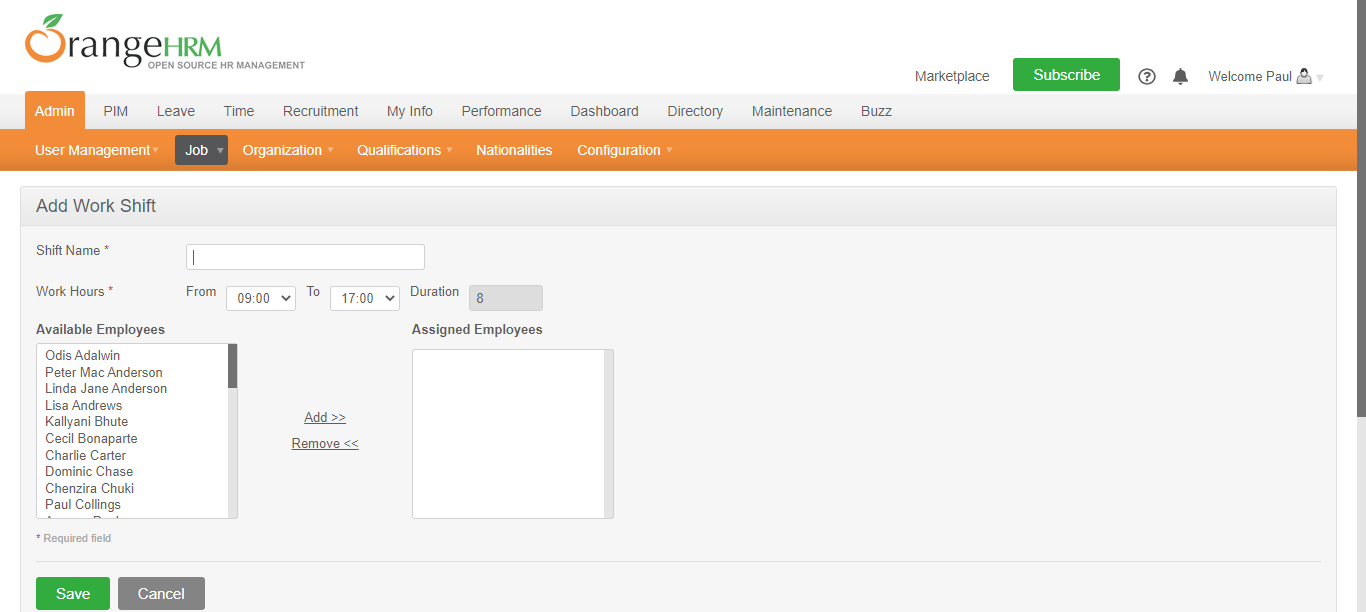 OrangeHRM
OPEN SOURCE HR MANAGEMENT
Marketplace
Subscribe
?
Welcome Paul
Admin PIM Leave Time Recruitment My Info Performance Dashboard Directory Maintenance Buzz
User Management Job Organization Qualifications Nationalities Configuration
Add Work Shift
Shift Name *
Work Hours * From 09:00 To 17:00 Duration 8
Available Employees
Odis Adalwin
Peter Mac Anderson
Linda Jane Anderson
Lisa Andrews
Kallyani Bhute
Cecil Bonaparte
Charlie Carter
Dominic Chase
Chenzira Chuki
Paul Collings
Add >>
Remove <<
Assigned Employees
* Required field
Save Cancel